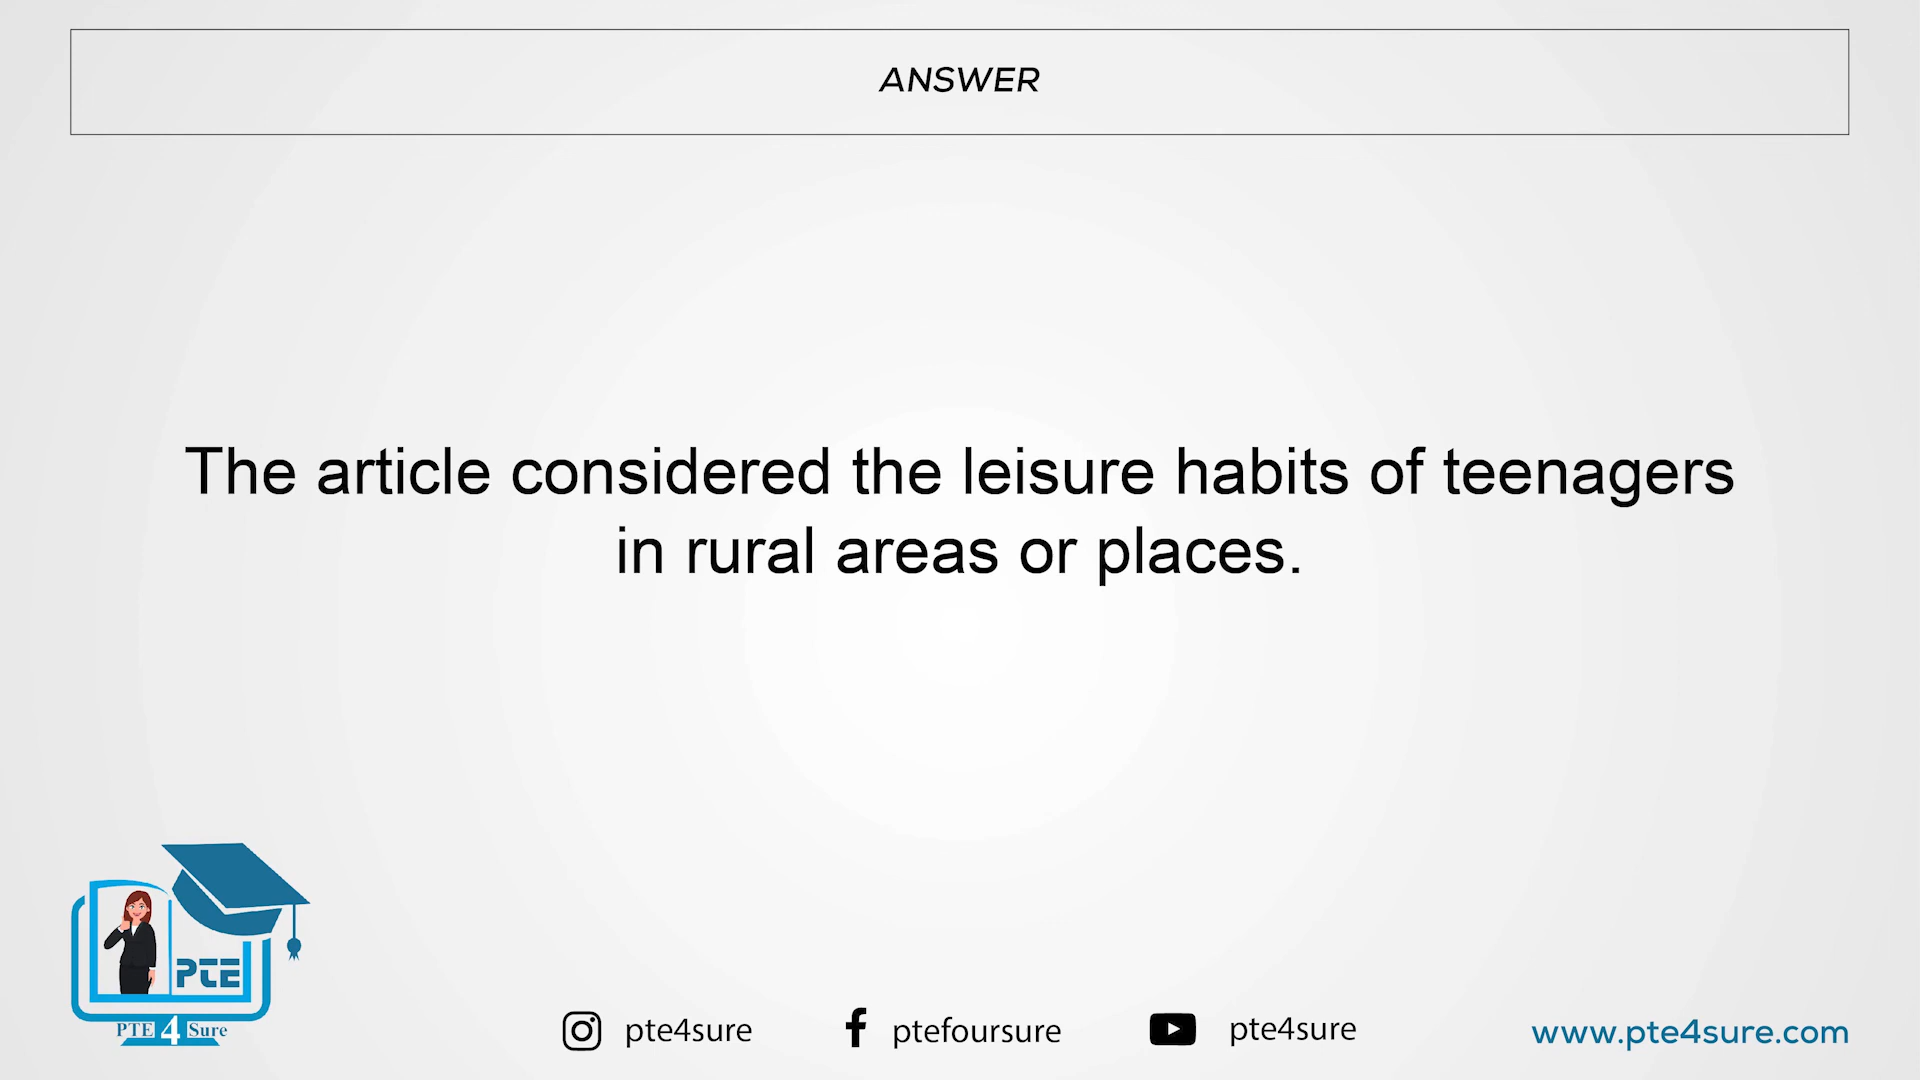 ANSWER
The article considered the leisure habits of teenagers
in rural areas or places.
PTE
PTE 4 Sure
pte4sure
ptefoursure
pte4sure
www.pte4sure.com